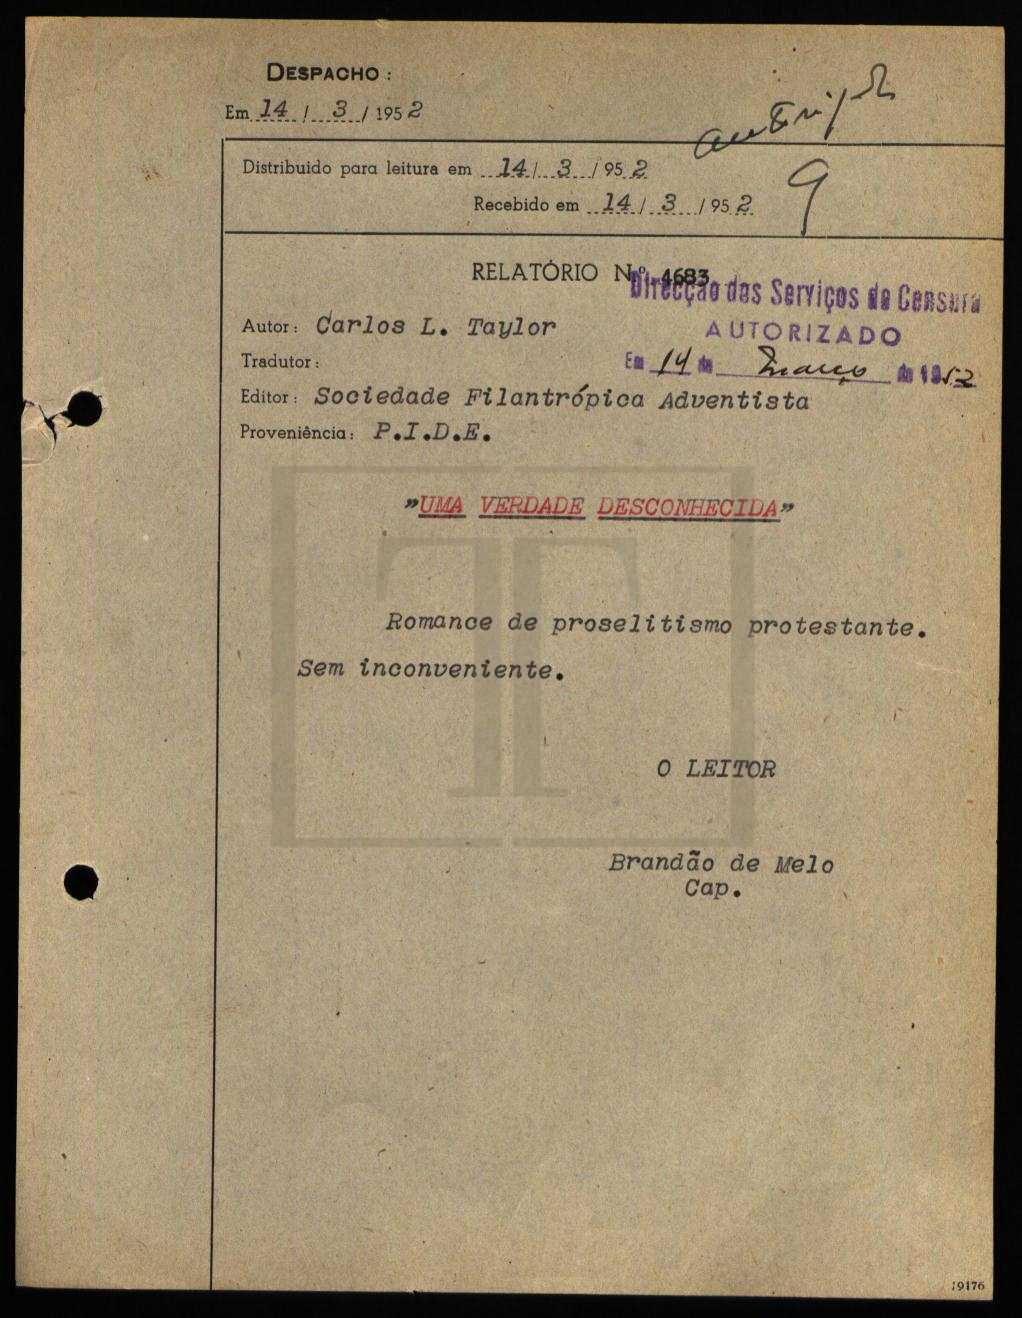 DESPACHO:
Em 14 / 3 / 1952
Distribuido para leitura em 14 / 3 / 952
9
Recebido em 14 / 3 / 952
RELATÓRIO N.º 4683
Direcção dos Serviços de Censura
AUTORIZADO
Em 14 de Março de 1952
Autor: Carlos L. Taylor
Tradutor:
Editor: Sociedade Filantrópica Adventista
Proveniência: P.I.D.E.
"UMA VERDADE DESCONHECIDA"
Romance de proselitismo protestante.
Sem inconveniente.
O LEITOR
Brandão de Melo
Cap.